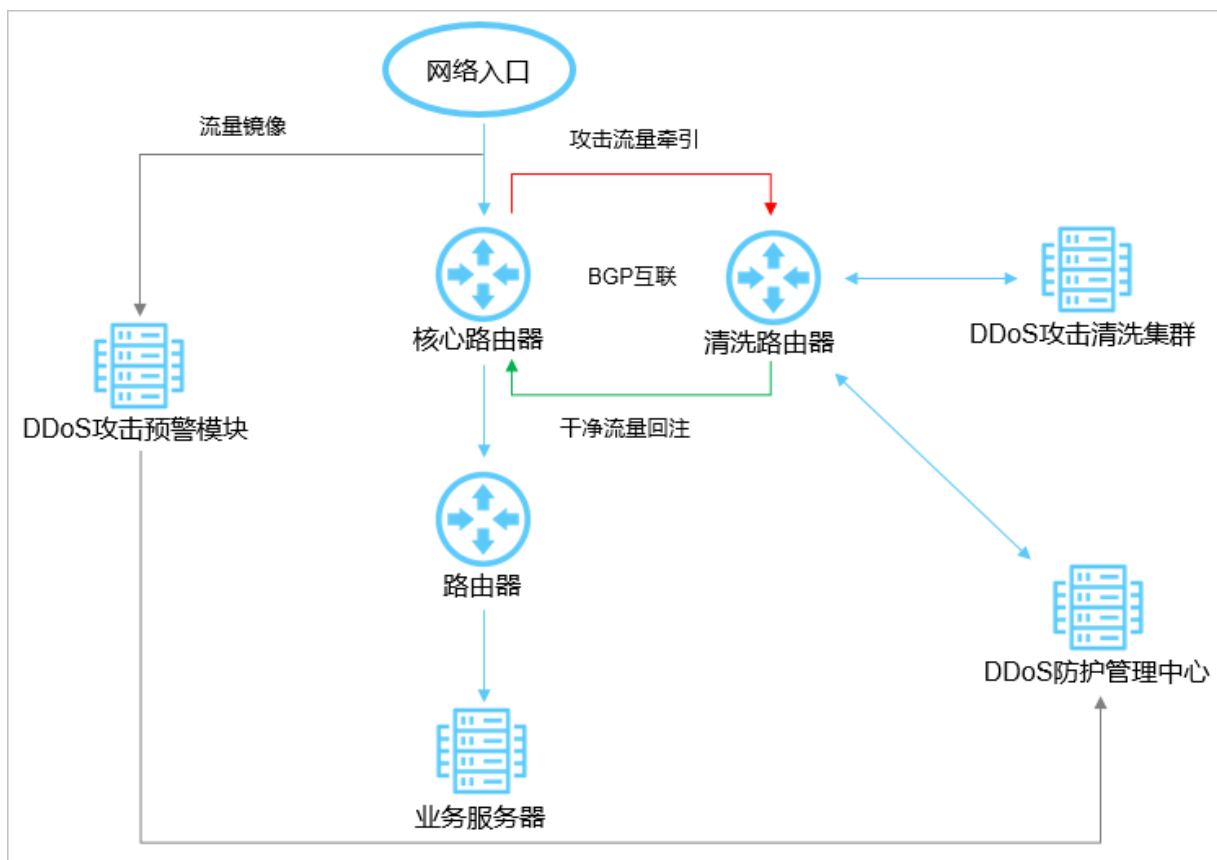 网络入口
流量镜像
攻击流量牵引
BGP互联
核心路由器
清洗路由器
DDoS攻击清洗集群
DDoS攻击预警模块
干净流量回注
路由器
DDoS防护管理中心
业务服务器